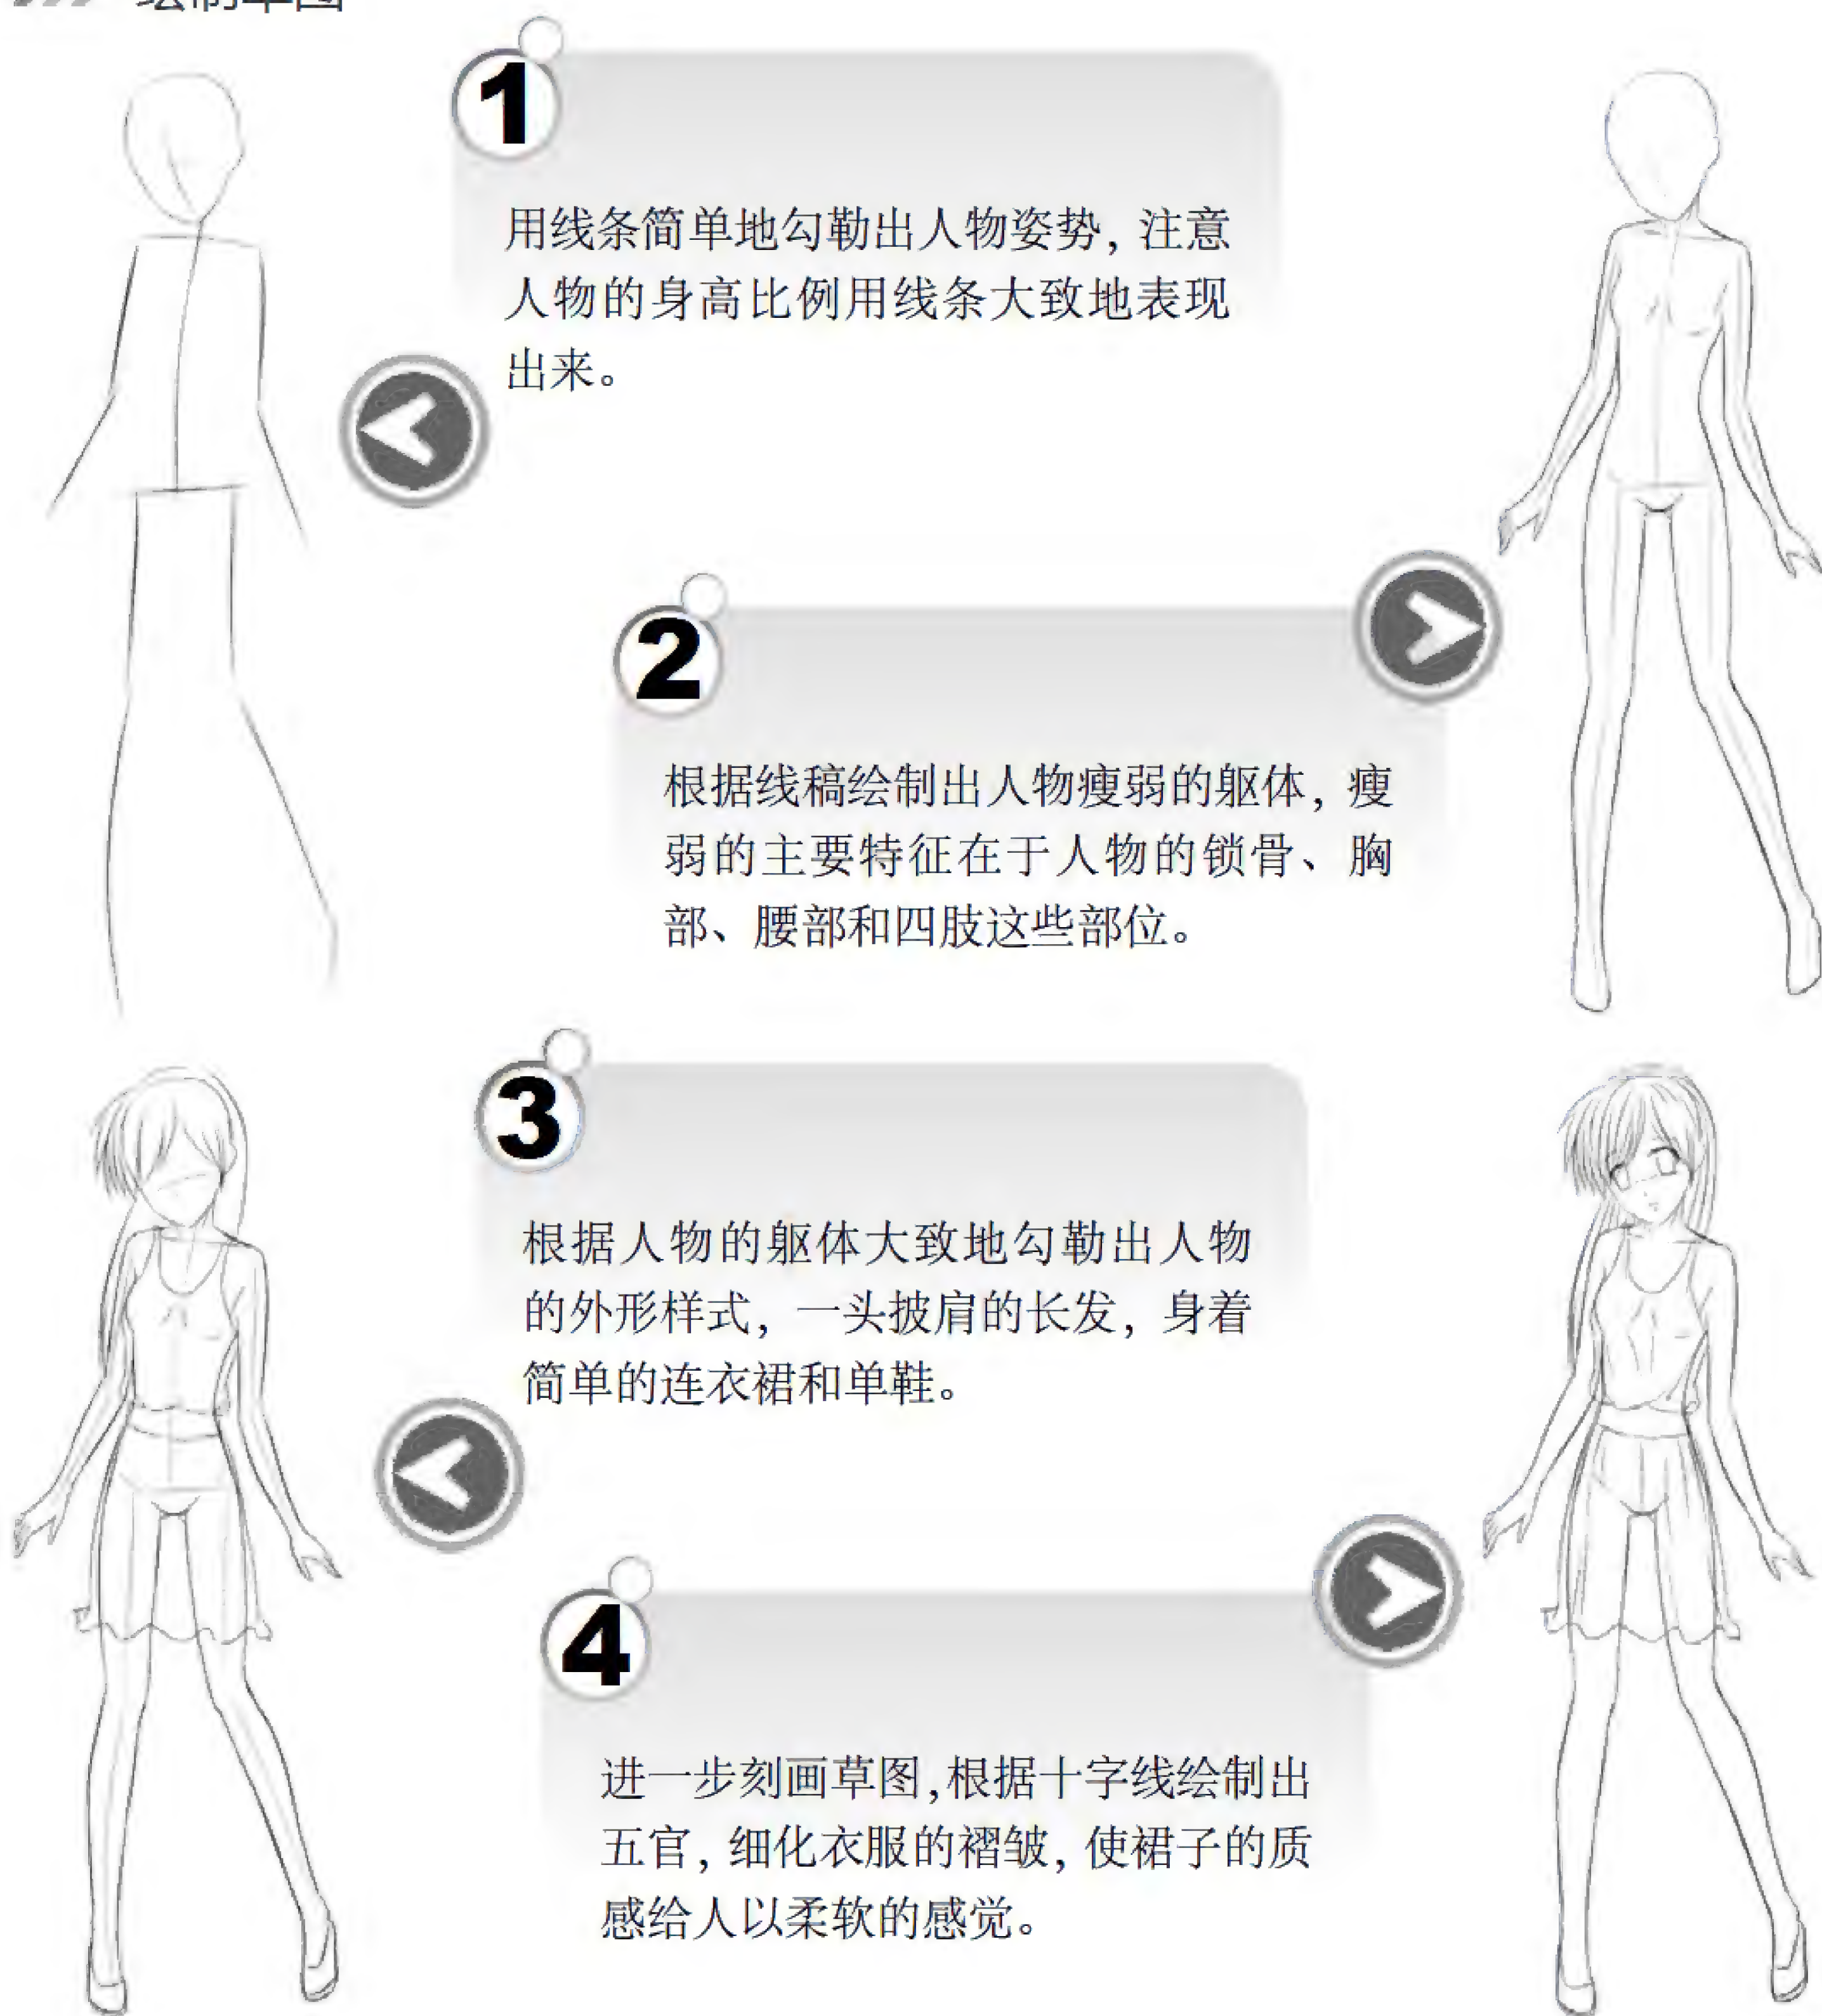 绘制草图
1
用线条简单地勾勒出人物姿势，注意
人物的身高比例用线条大致地表现
出来。
2
根据线稿绘制出人物瘦弱的躯体，瘦
弱的主要特征在于人物的锁骨、胸
部、腰部和四肢这些部位。
3
根据人物的躯体大致地勾勒出人物
的外形样式，一头披肩的长发，身着
简单的连衣裙和单鞋。
4
进一步刻画草图，根据十字线绘制出
五官，细化衣服的褶皱，使裙子的质
感给人以柔软的感觉。